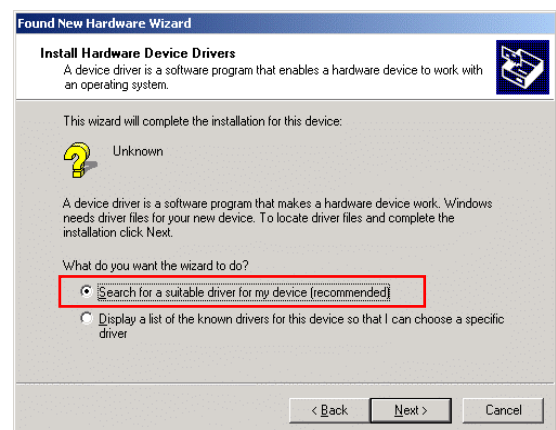 Found New Hardware Wizard
Install Hardware Device Drivers
A device driver is a software program that enables a hardware device to work with
an operating system.
This wizard will complete the installation for this device:
Unknown
A device driver is a software program that makes a hardware device work. Windows
needs driver files for your new device. To locate driver files and complete the
installation click Next.
What do you want the wizard to do?
Search for a suitable driver for my device (recommended)
Display a list of the known drivers for this device so that I can choose a specific
driver
< Back Next > Cancel